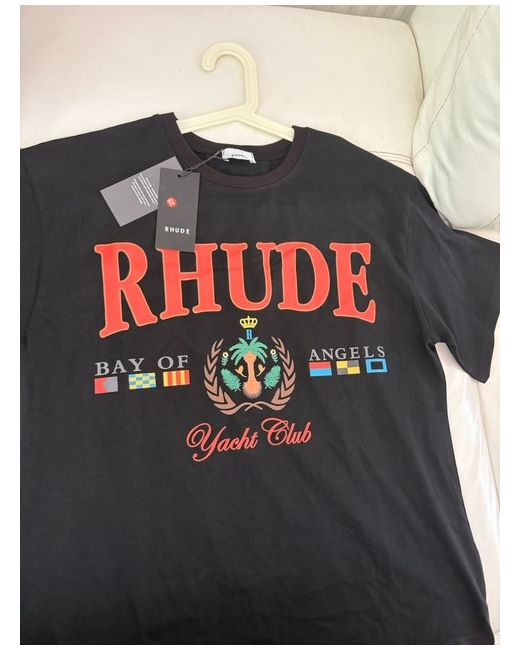 RHUDE
RHUDE
BAY OF
R
ANGELS
Yacht Club